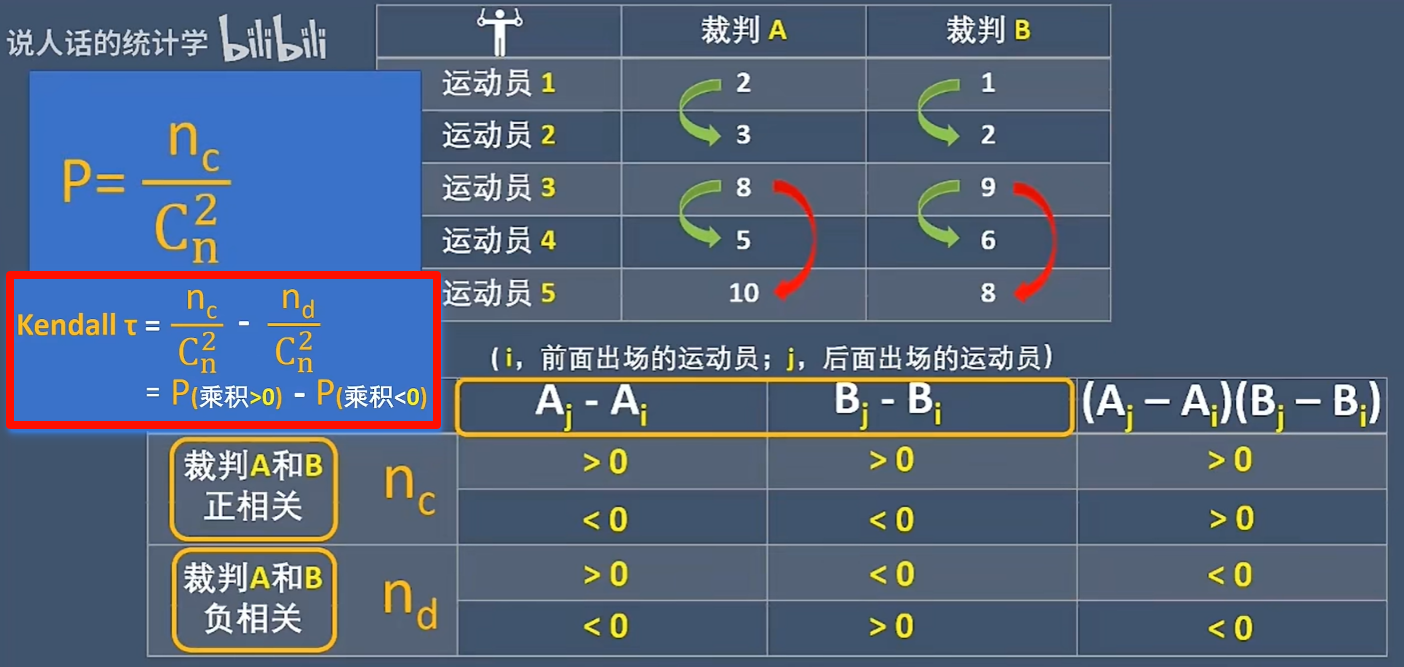 说人话的统计学 bilibili
裁判 A 裁判 B
运动员 1 2 1
运动员 2 3 2
运动员 3 8 9
运动员 4 5 6
运动员 5 10 8
P= n_c / C_n^2
Kendall τ = n_c / C_n^2 - n_d / C_n^2
= P(乘积>0) - P(乘积<0)
(i，前面出场的运动员；j，后面出场的运动员)
A_j - A_i B_j - B_i (A_j – A_i)(B_j – B_i)
裁判A和B
正相关
n_c
> 0 > 0 > 0
< 0 < 0 > 0
裁判A和B
负相关
n_d
> 0 < 0 < 0
< 0 > 0 < 0